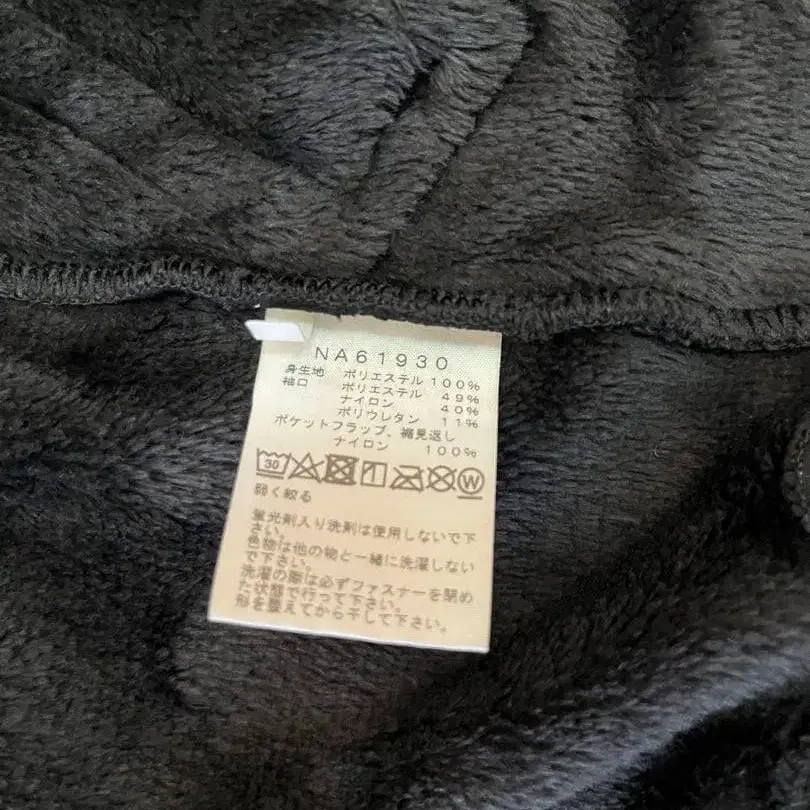 NA61930
身生地 ポリエステル 100%
袖口 ポリエステル 49%
ナイロン 40%
ポリウレタン 11%
ポケットフラップ、裾見返し
ナイロン 100%
30 W
弱く絞る
蛍光剤入り洗剤は使用しないで下
さい。
色物は他の物と一緒に洗濯しない
で下さい。
洗濯の際は必ずファスナーを閉め
た状態で行って下さい。
形を整えてから干して下さい。